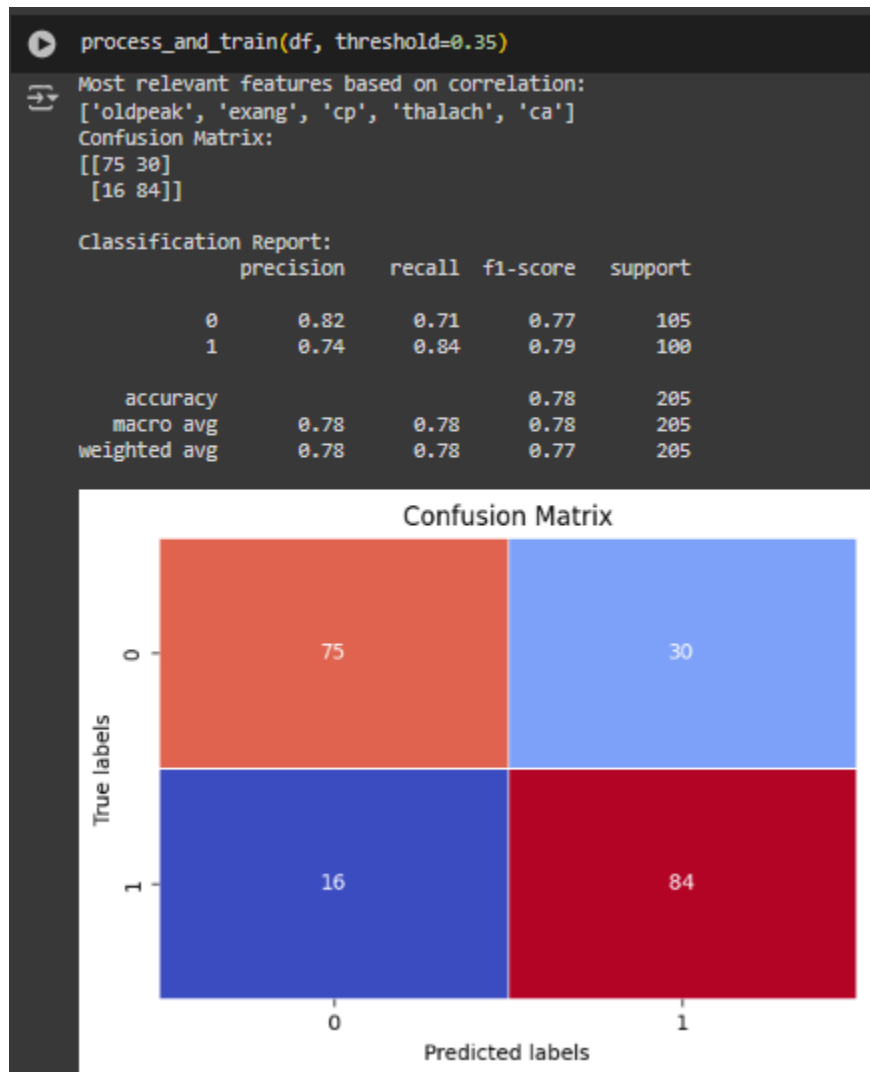 process_and_train(df, threshold=0.35)
Most relevant features based on correlation:
['oldpeak', 'exang', 'cp', 'thalach', 'ca']
Confusion Matrix:
[[75 30]
 [16 84]]
Classification Report:
precision recall f1-score support
0 0.82 0.71 0.77 105
1 0.74 0.84 0.79 100
accuracy 0.78 205
macro avg 0.78 0.78 0.78 205
weighted avg 0.78 0.78 0.77 205
Confusion Matrix
0 75 30
True labels
1 16 84
0 1
Predicted labels